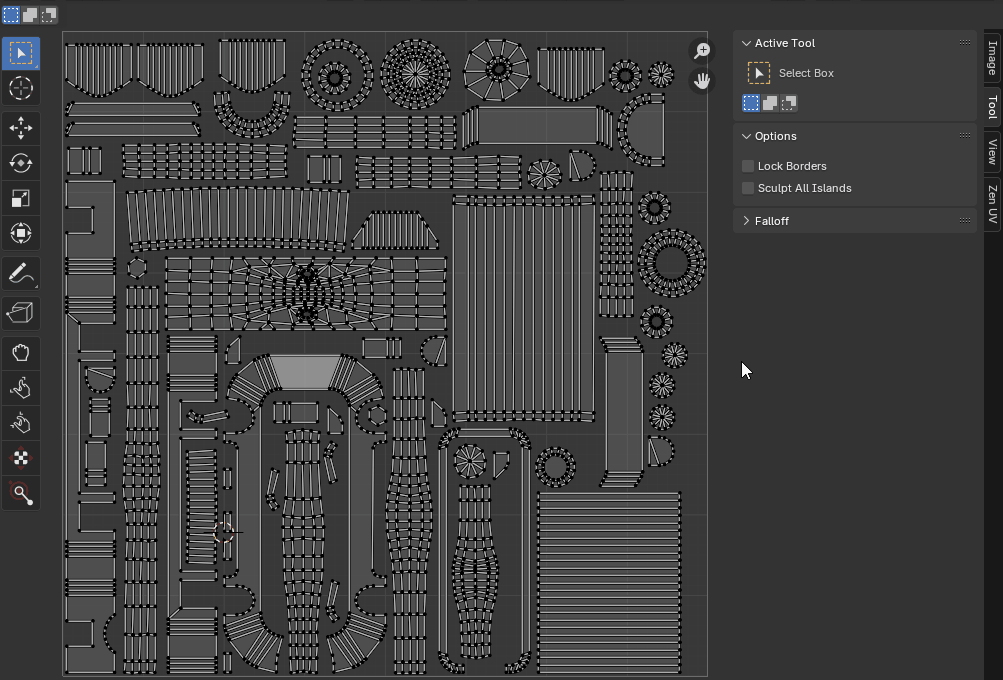 Active Tool
Select Box
Options
Lock Borders
Sculpt All Islands
Falloff
Image
Tool
View
Zen UV